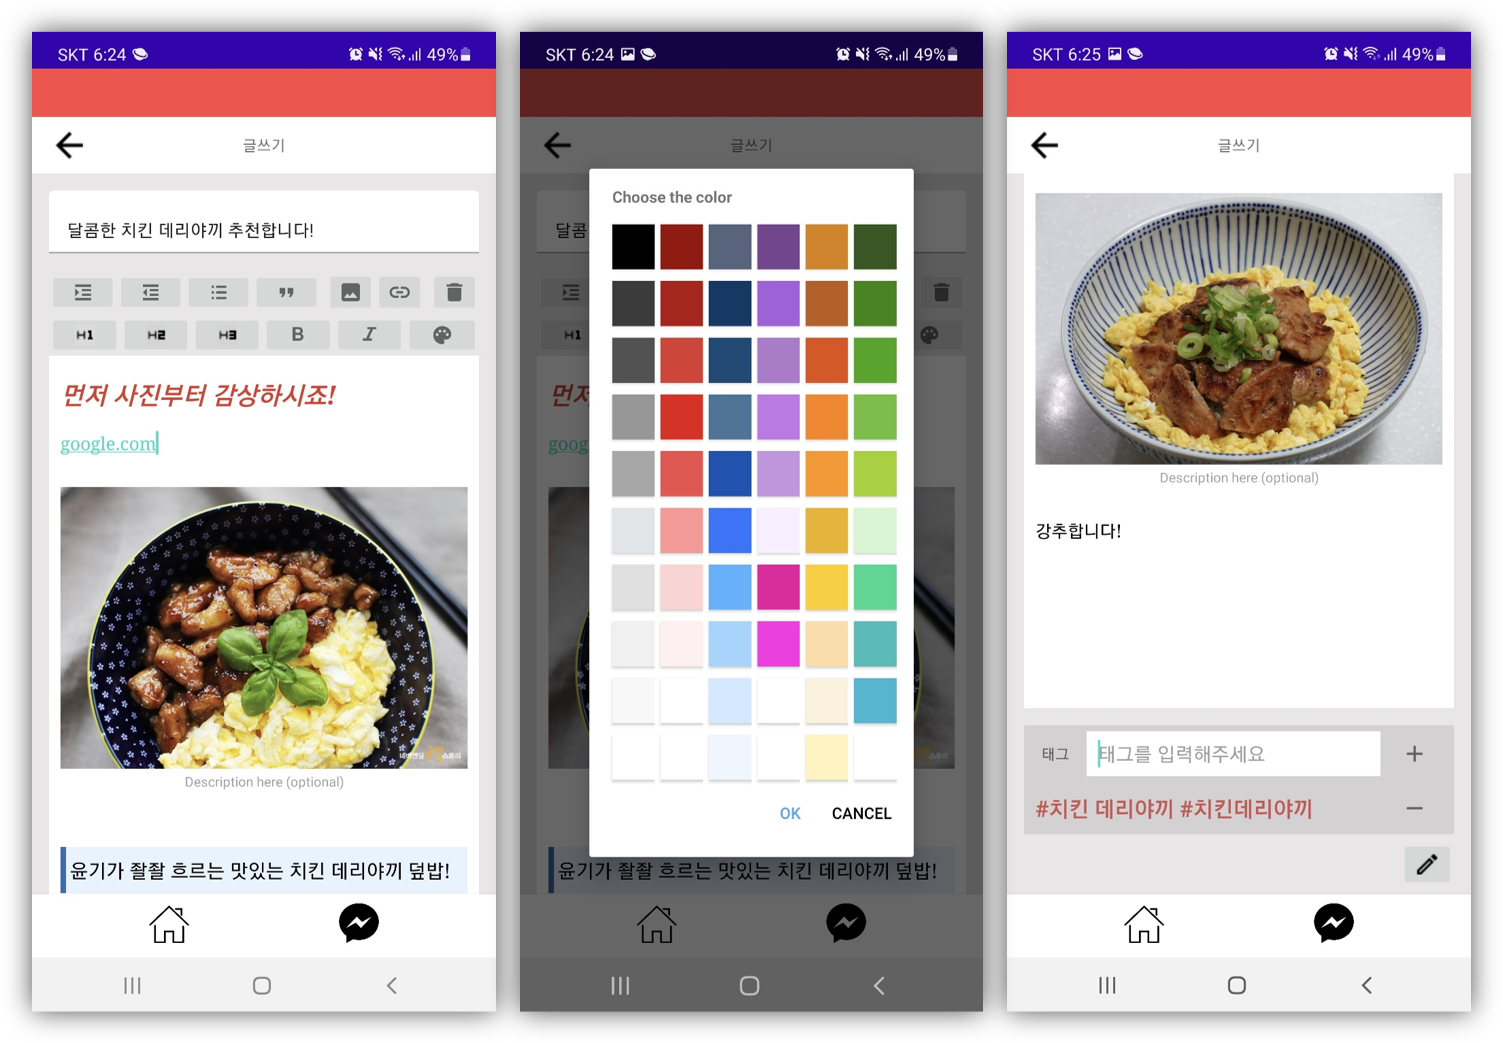 SKT 6:24
49%
글쓰기
달콤한 치킨 데리야끼 추천합니다!
H1 H2 H3 B I
먼저 사진부터 감상하시죠!
google.com
Description here (optional)
윤기가 좔좔 흐르는 맛있는 치킨 데리야끼 덮밥!
SKT 6:24
49%
글쓰기
달콤
H1
먼저
goog
Choose the color
OK CANCEL
윤기가 좔좔 흐르는 맛있는 치킨 데리야끼 덮밥!
SKT 6:25
49%
글쓰기
Description here (optional)
강추합니다!
태그 태그를 입력해주세요
#치킨 데리야끼 #치킨데리야끼